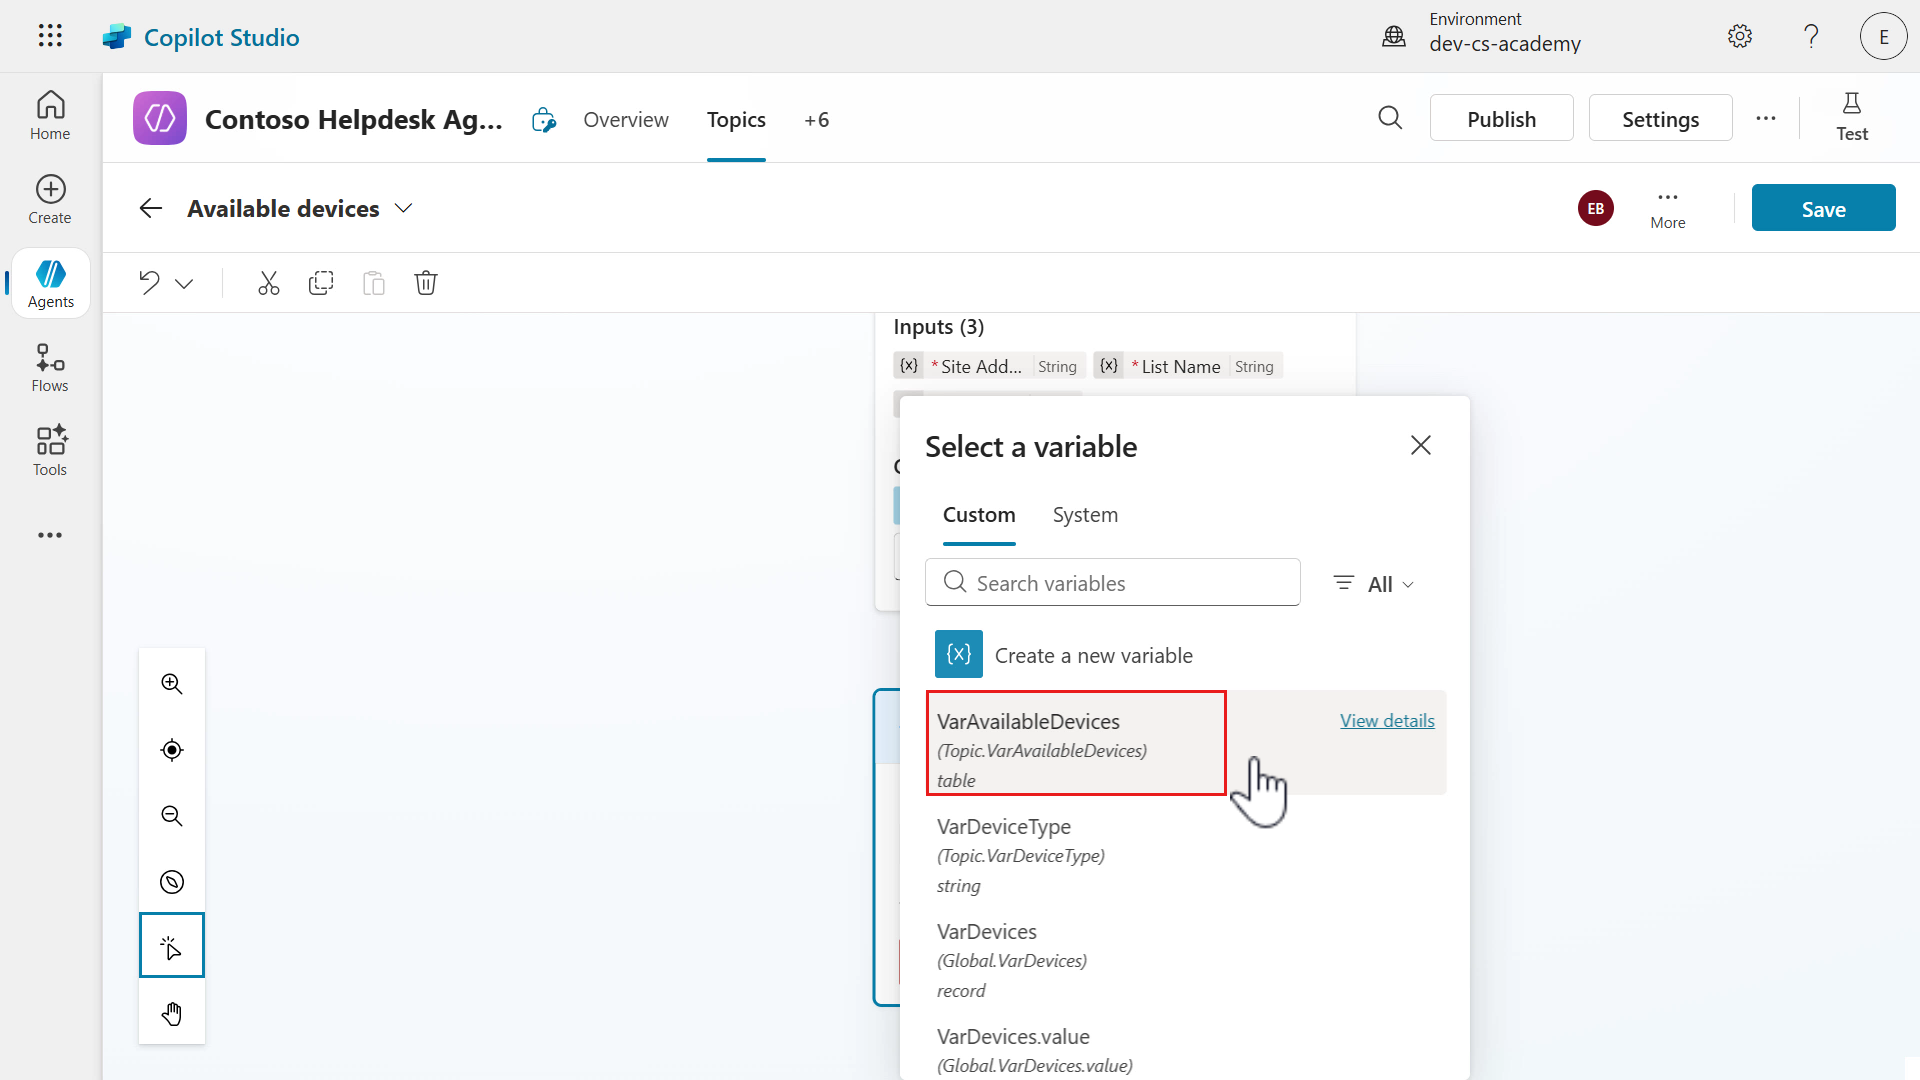 Copilot Studio
Environment
dev-cs-academy
E
Home
Create
Agents
Flows
Tools
Contoso Helpdesk Ag...
Overview
Topics
+6
Publish
Settings
Test
Available devices
EB
More
Save
Inputs (3)
{x} *Site Add... String
{x} *List Name String
Select a variable
Custom
System
Search variables
All
{x} Create a new variable
VarAvailableDevices
View details
(Topic.VarAvailableDevices)
table
VarDeviceType
(Topic.VarDeviceType)
string
VarDevices
(Global.VarDevices)
record
VarDevices.value
(Global.VarDevices.value)